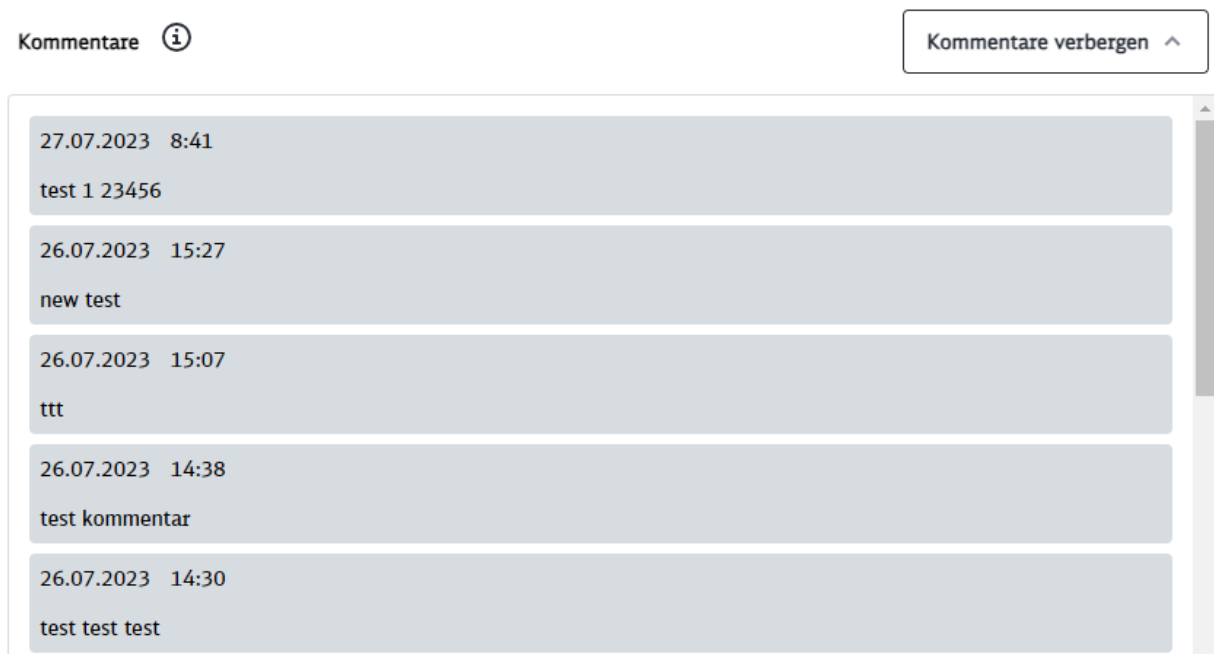 Kommentare
Kommentare verbergen
27.07.2023 8:41
test 1 23456
26.07.2023 15:27
new test
26.07.2023 15:07
ttt
26.07.2023 14:38
test kommentar
26.07.2023 14:30
test test test